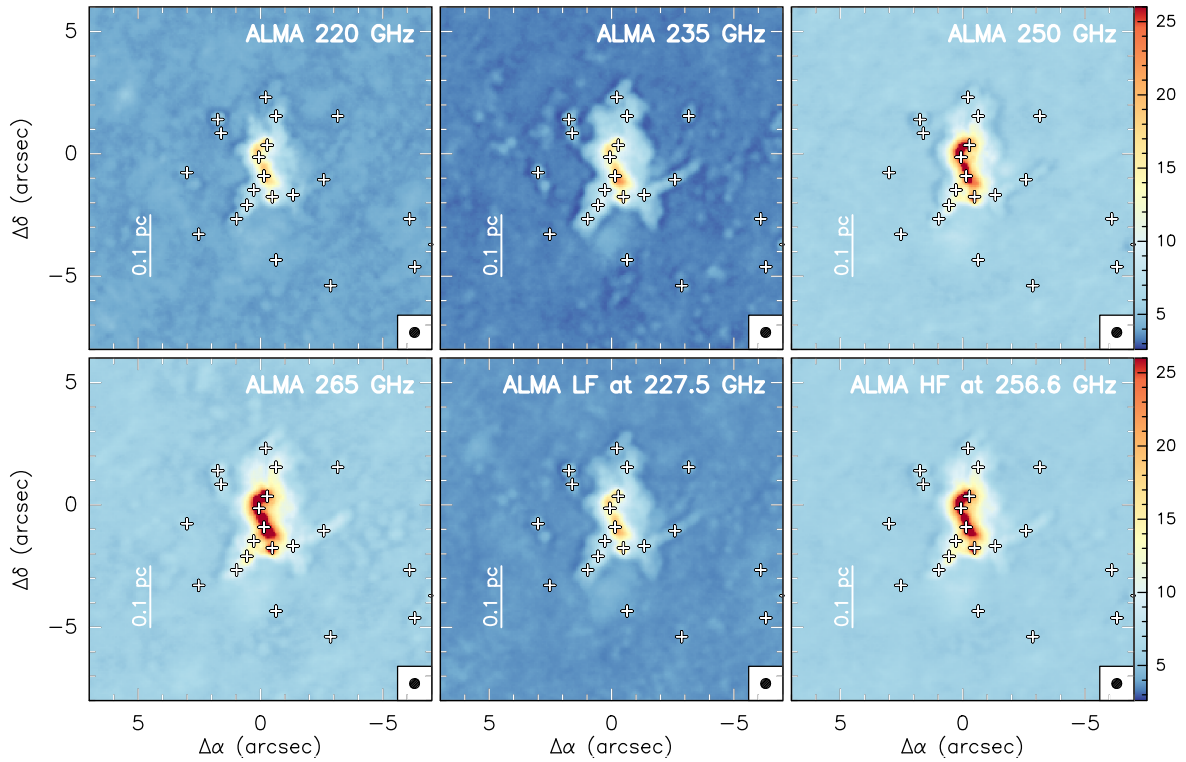 ALMA 220 GHz
ALMA 235 GHz
ALMA 250 GHz
5
0
−5
Δδ (arcsec)
0.1 pc
0.1 pc
0.1 pc
25
20
15
10
5
ALMA 265 GHz
ALMA LF at 227.5 GHz
ALMA HF at 256.6 GHz
5
0
−5
Δδ (arcsec)
0.1 pc
0.1 pc
0.1 pc
25
20
15
10
5
5 0 −5
5 0 −5
5 0 −5
Δα (arcsec)
Δα (arcsec)
Δα (arcsec)